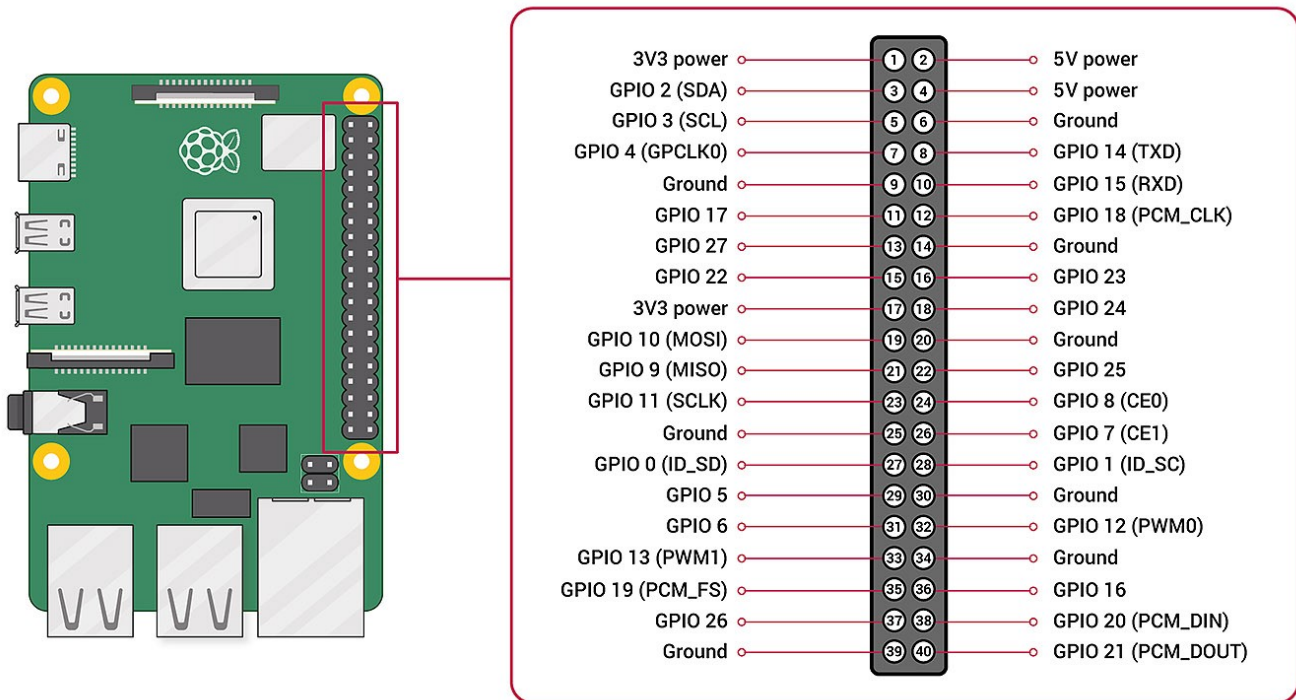 3V3 power 1 2 5V power
GPIO 2 (SDA) 3 4 5V power
GPIO 3 (SCL) 5 6 Ground
GPIO 4 (GPCLK0) 7 8 GPIO 14 (TXD)
Ground 9 10 GPIO 15 (RXD)
GPIO 17 11 12 GPIO 18 (PCM_CLK)
GPIO 27 13 14 Ground
GPIO 22 15 16 GPIO 23
3V3 power 17 18 GPIO 24
GPIO 10 (MOSI) 19 20 Ground
GPIO 9 (MISO) 21 22 GPIO 25
GPIO 11 (SCLK) 23 24 GPIO 8 (CE0)
Ground 25 26 GPIO 7 (CE1)
GPIO 0 (ID_SD) 27 28 GPIO 1 (ID_SC)
GPIO 5 29 30 Ground
GPIO 6 31 32 GPIO 12 (PWM0)
GPIO 13 (PWM1) 33 34 Ground
GPIO 19 (PCM_FS) 35 36 GPIO 16
GPIO 26 37 38 GPIO 20 (PCM_DIN)
Ground 39 40 GPIO 21 (PCM_DOUT)